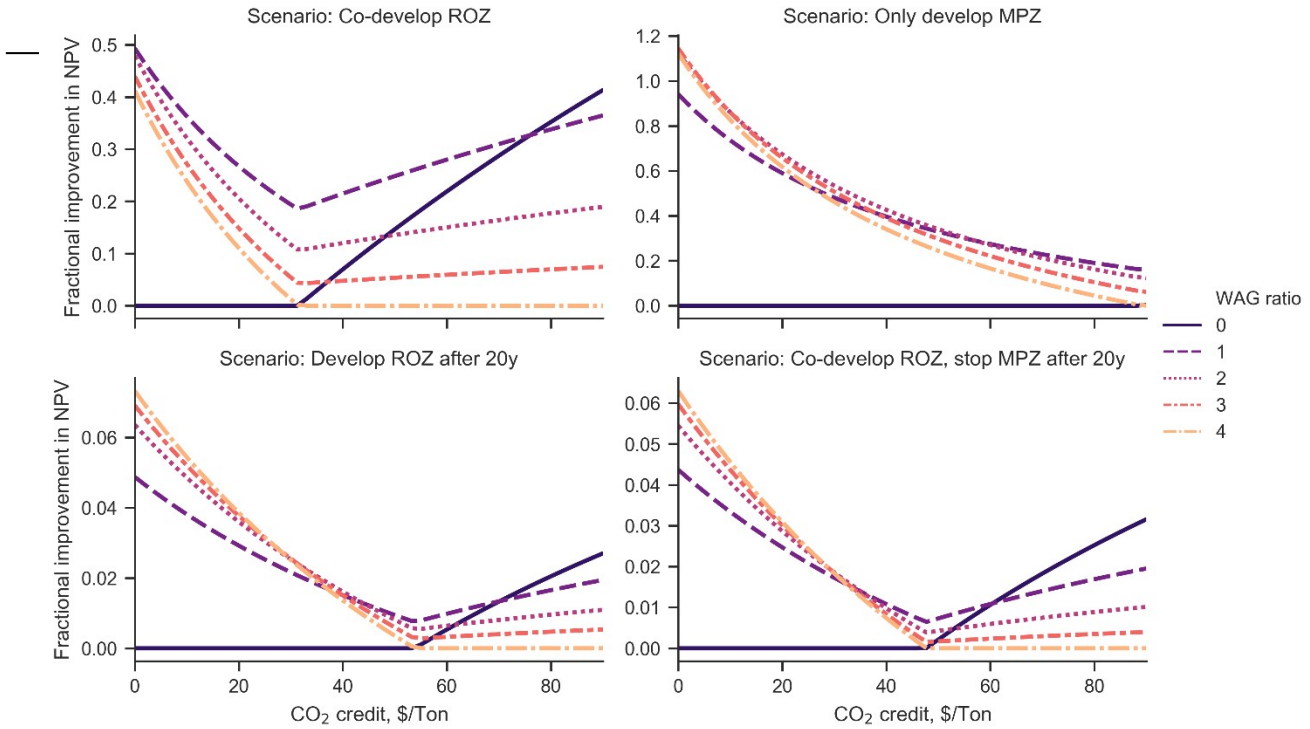 Scenario: Co-develop ROZ
Fractional improvement in NPV
0.5
0.4
0.3
0.2
0.1
0.0
Scenario: Only develop MPZ
1.2
1.0
0.8
0.6
0.4
0.2
0.0
WAG ratio
0
1
2
3
4
Scenario: Develop ROZ after 20y
Fractional improvement in NPV
0.06
0.04
0.02
0.00
0 20 40 60 80
CO₂ credit, $/Ton
Scenario: Co-develop ROZ, stop MPZ after 20y
0.06
0.05
0.04
0.03
0.02
0.01
0.00
0 20 40 60 80
CO₂ credit, $/Ton